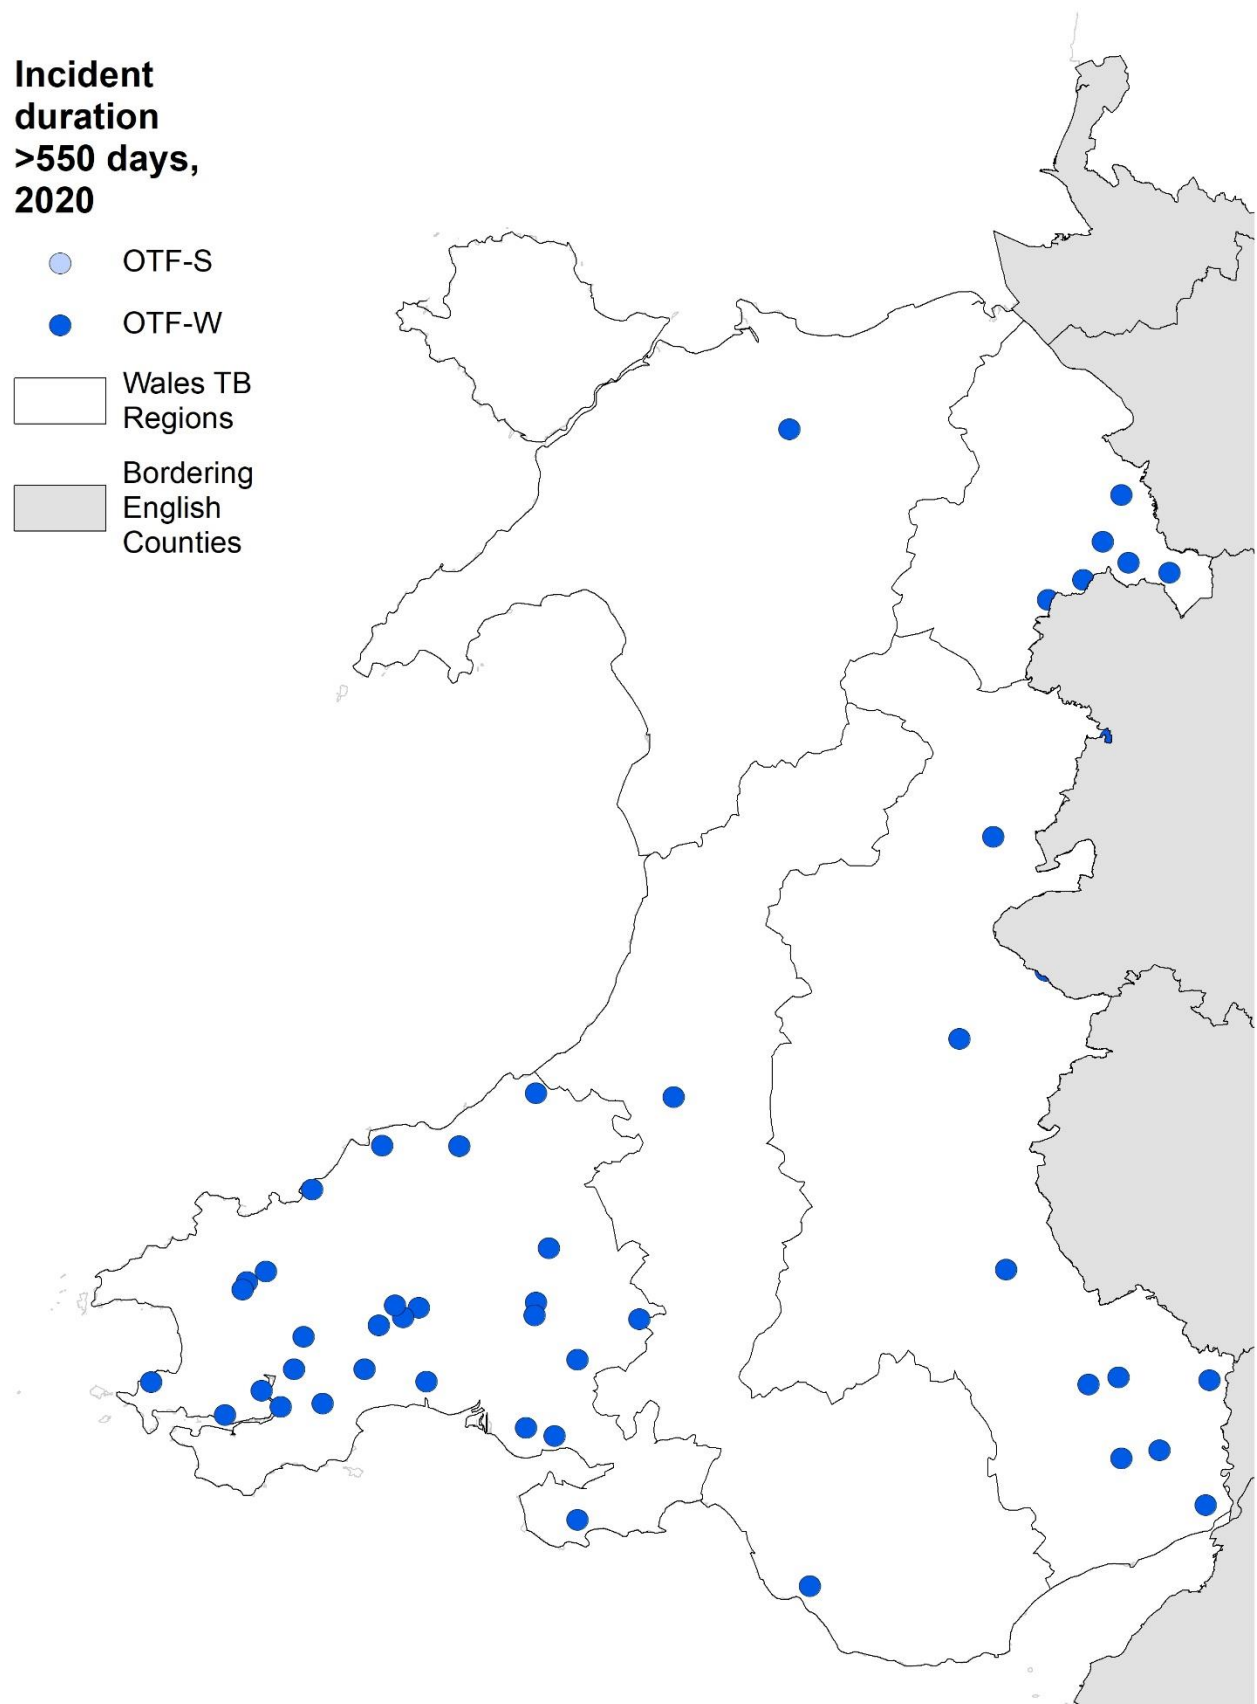 Incident
duration
>550 days,
2020
OTF-S
OTF-W
Wales TB
Regions
Bordering
English
Counties